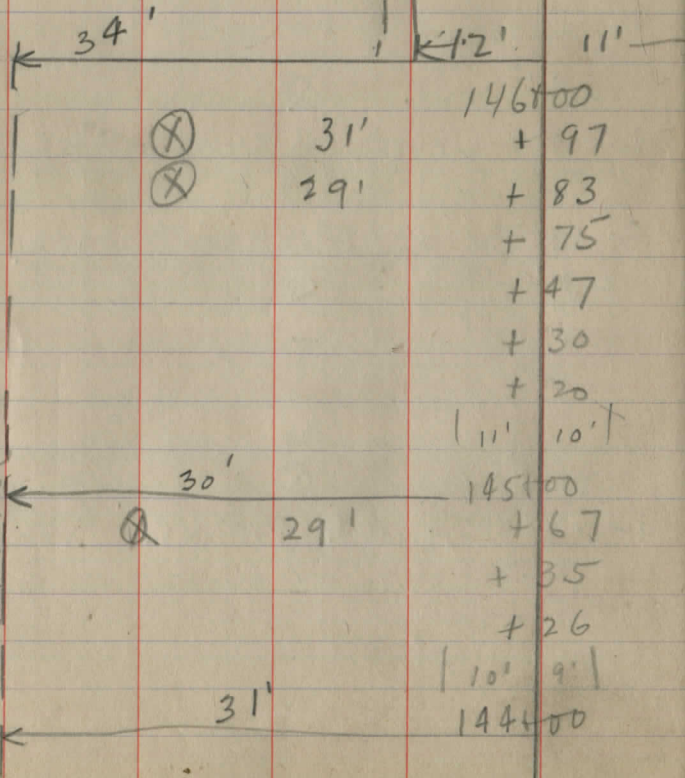 34' 12' 11'
146+00
31' + 97
29' + 83
+ 75
+ 47
+ 30
+ 20
11' 10'
30' 145+00
29' + 67
+ 35
+ 26
10' 9'
31' 144+00